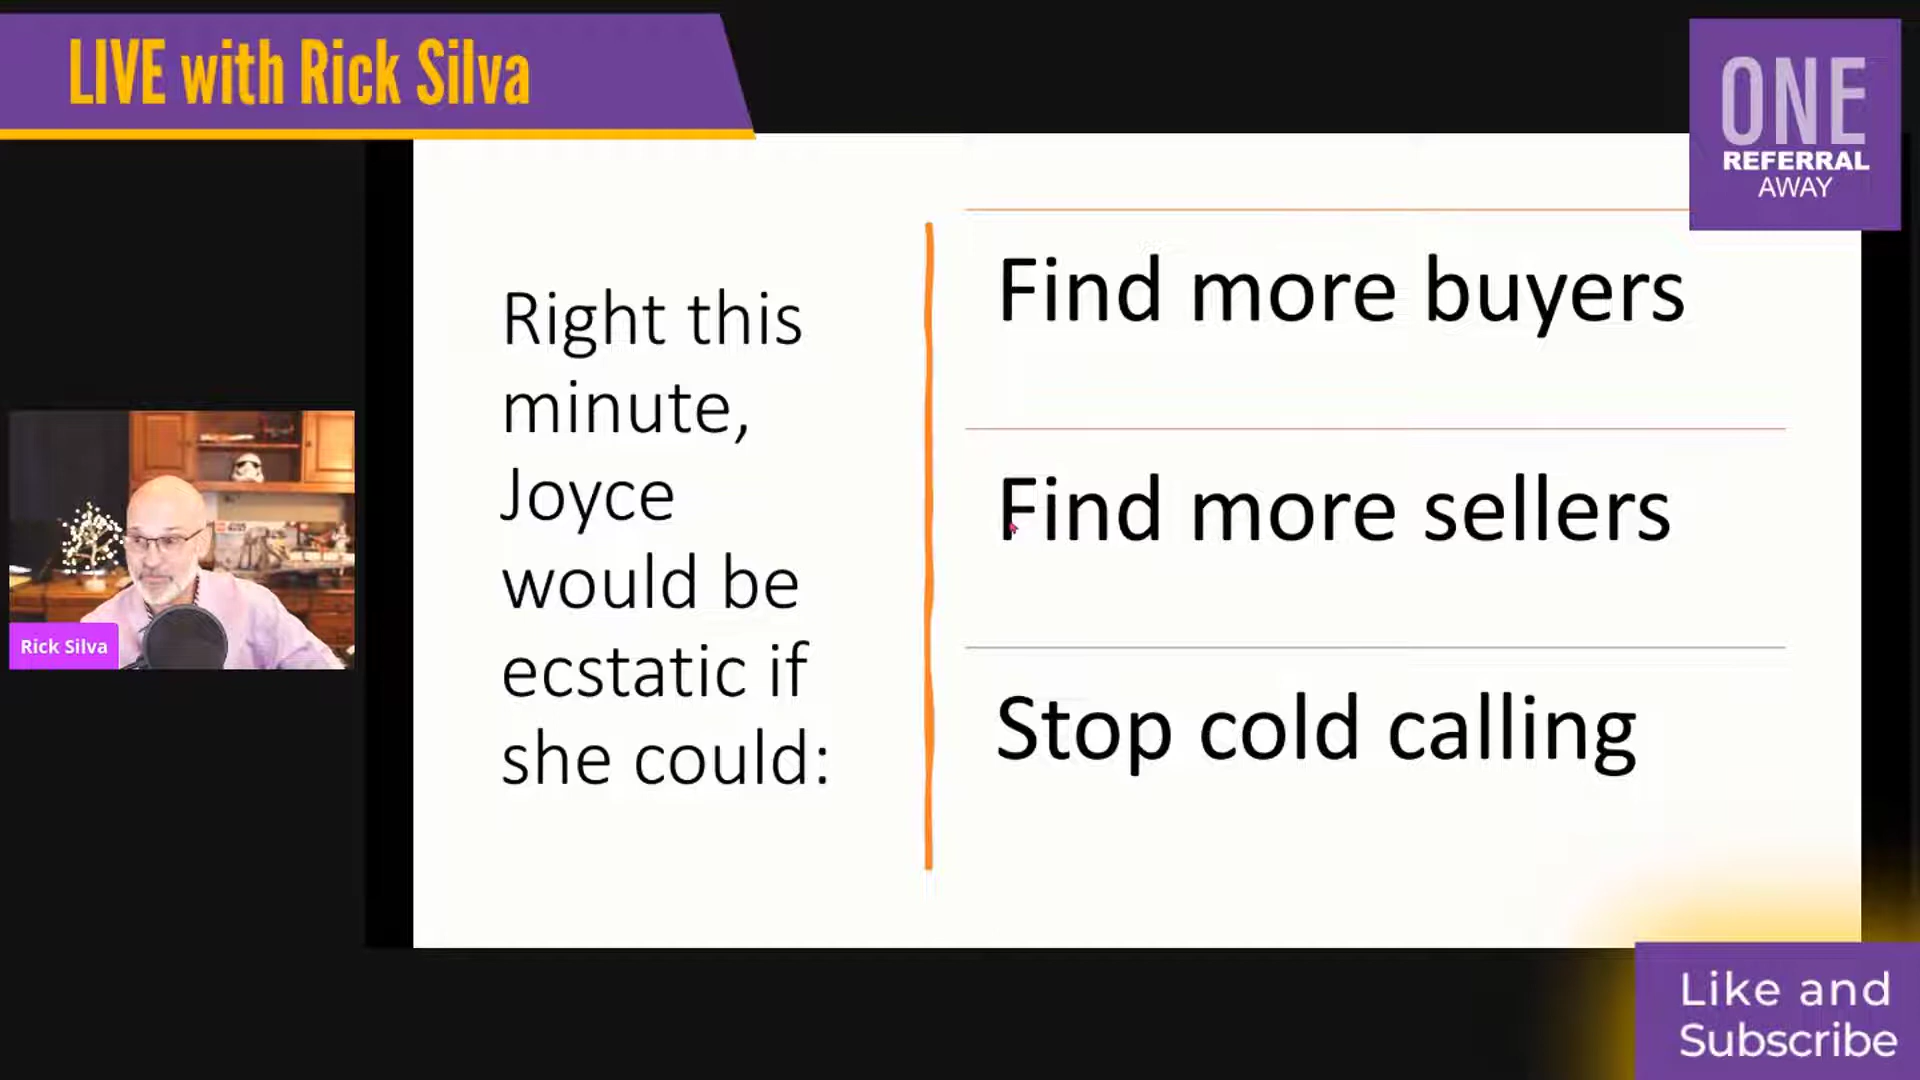 LIVE with Rick Silva
ONE
REFERRAL
AWAY
Right this
minute,
Joyce
would be
ecstatic if
she could:
Find more buyers
Find more sellers
Stop cold calling
Rick Silva
Like and
Subscribe